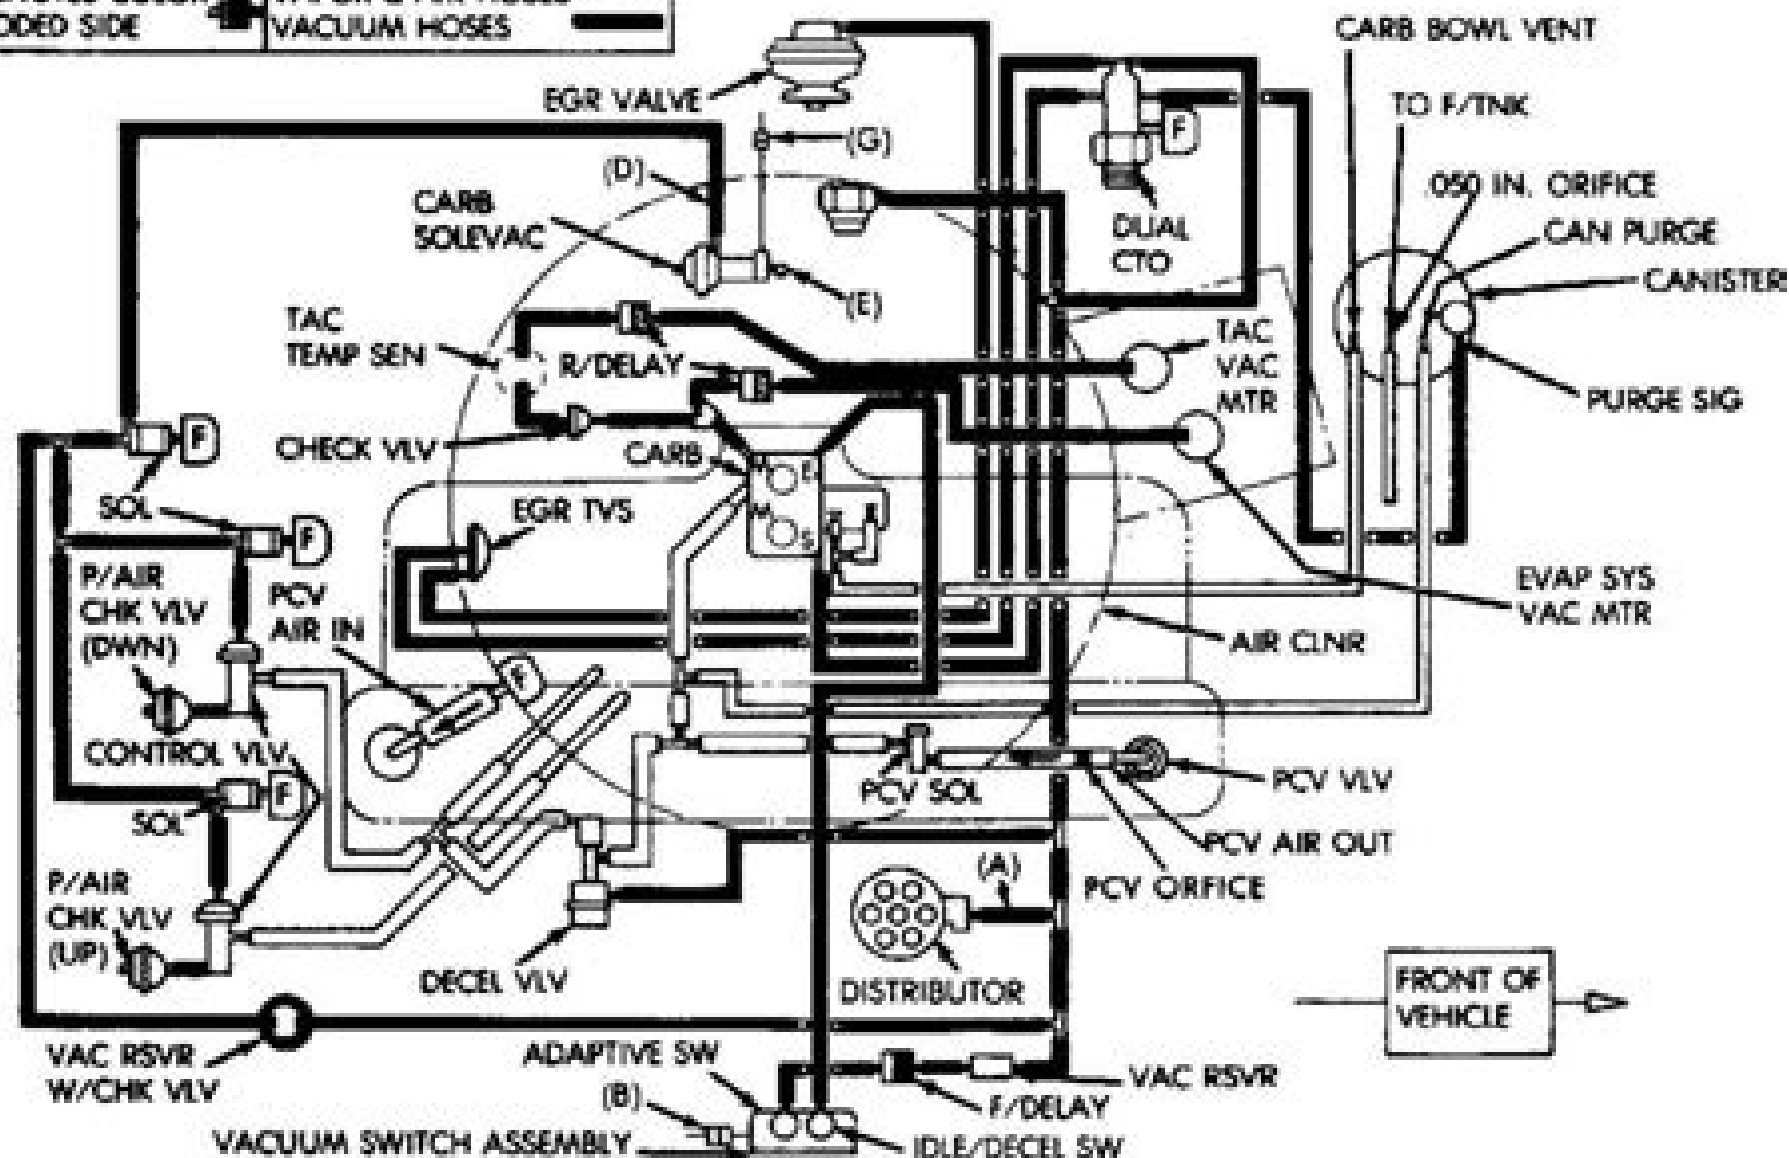 DED SIDE
VACUUM HOSES
CARB BOWL VENT
EGR VALVE
TO F/TNK
(G)
(D)
F
.050 IN. ORIFICE
CARB
SOLEVAC
DUAL
CTO
CAN PURGE
CANISTER
(E)
TAC
TEMP SEN
R/DELAY
TAC
VAC
MTR
PURGE SIG
F
CHECK VLV
CARB
SOL
EGR TVS
F
P/AIR
CHK VLV
(DWN)
PCV
AIR IN
M
E
M
S
EVAP SYS
VAC MTR
AIR CLNR
F
CONTROL VLV
PCV SOL
PCV VLV
F
SOL
PCV AIR OUT
P/AIR
CHK VLV
(UP)
(A)
PCV ORFICE
DECEL VLV
DISTRIBUTOR
FRONT OF
VEHICLE
VAC RSVR
W/CHK VLV
ADAPTIVE SW
VAC RSVR
(B)
F/DELAY
VACUUM SWITCH ASSEMBLY
IDLE/DECEL SW